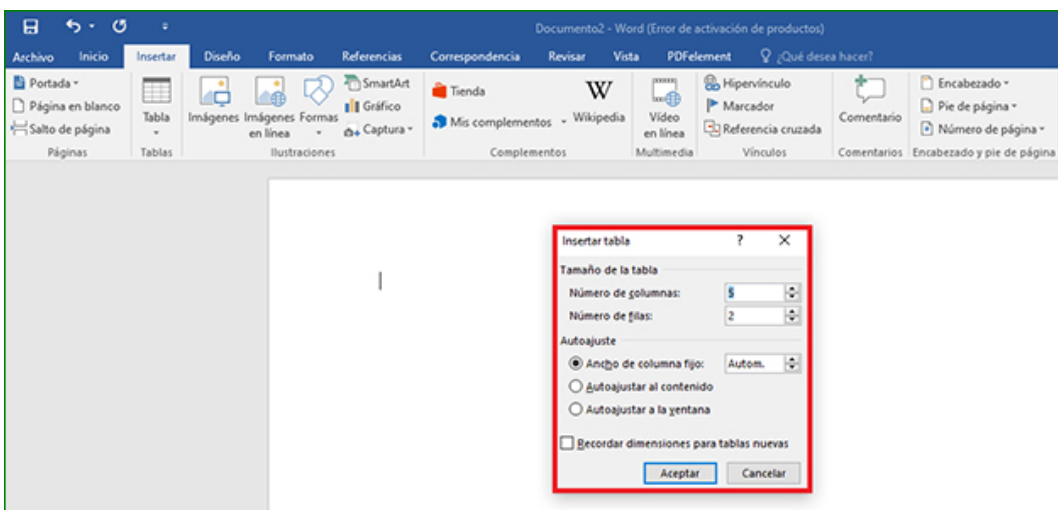 Documento2 - Word (Error de activación de productos)
Archivo Inicio Insertar Diseño Formato Referencias Correspondencia Revisar Vista PDFelement ¿Qué desea hacer?
Portada
Página en blanco
Salto de página
Páginas
Tabla
Tablas
Imágenes
Imágenes en línea
Formas
SmartArt
Gráfico
Captura
Ilustraciones
Tienda
Mis complementos
W
Wikipedia
Complementos
Vídeo
en línea
Multimedia
Hipervínculo
Marcador
Referencia cruzada
Vínculos
Comentario
Comentarios
Encabezado
Pie de página
Número de página
Encabezado y pie de página
Insertar tabla ?
Tamaño de la tabla
Número de columnas: 5
Número de filas: 2
Autoajuste
Ancho de columna fijo: Autom.
Autoajustar al contenido
Autoajustar a la ventana
Recordar dimensiones para tablas nuevas
Aceptar Cancelar